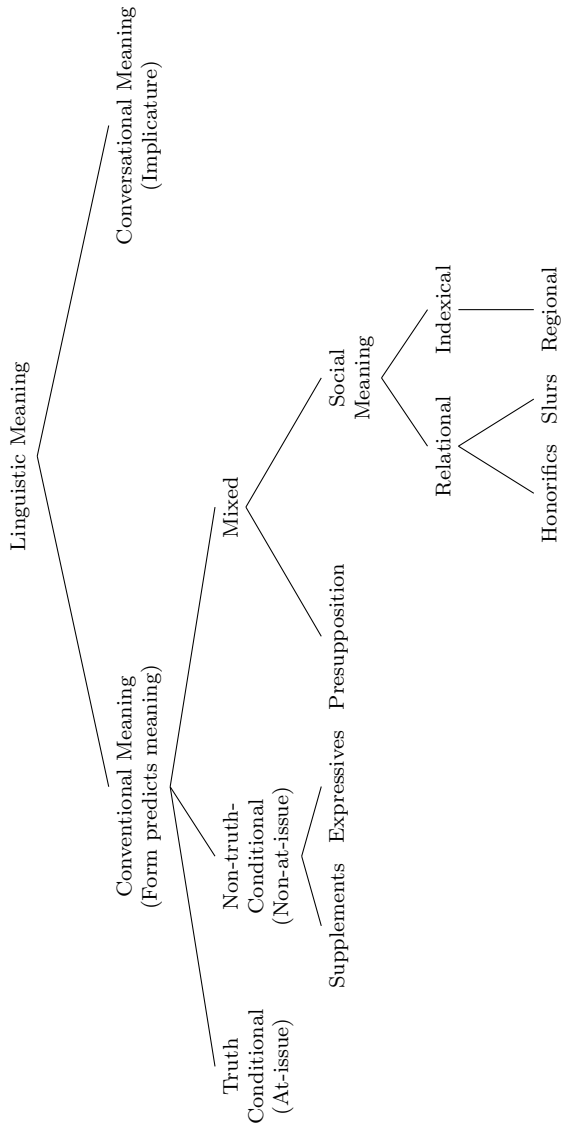 Linguistic Meaning
Conventional Meaning
(Form predicts meaning)
Conversational Meaning
(Implicature)
Truth
Conditional
(At-issue)
Non-truth-
Conditional
(Non-at-issue)
Mixed
Supplements
Expressives
Presupposition
Social
Meaning
Relational
Indexical
Honorifics
Slurs
Regional